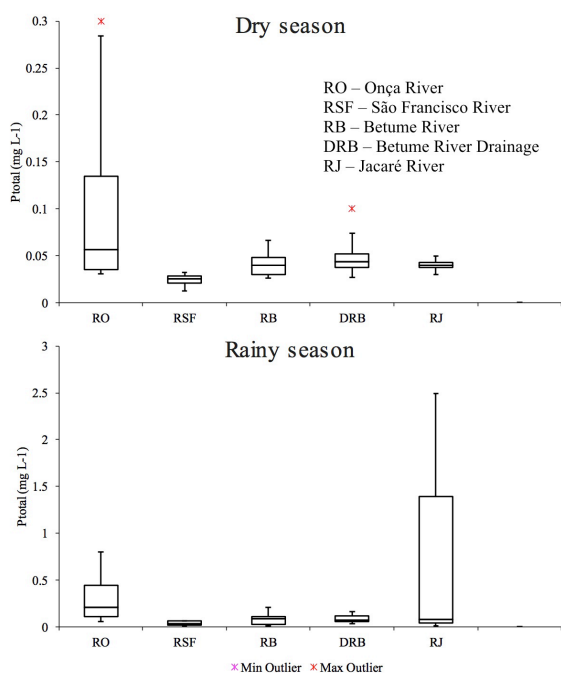 Dry season
0.3
0.25
0.2
0.15
0.1
0.05
0
Ptotal (mg L-1)
RO – Onça River
RSF – São Francisco River
RB – Betume River
DRB – Betume River Drainage
RJ – Jacaré River
RO RSF RB DRB RJ
Rainy season
3
2.5
2
1.5
1
0.5
0
Ptotal (mg L-1)
RO RSF RB DRB RJ
Min Outlier Max Outlier